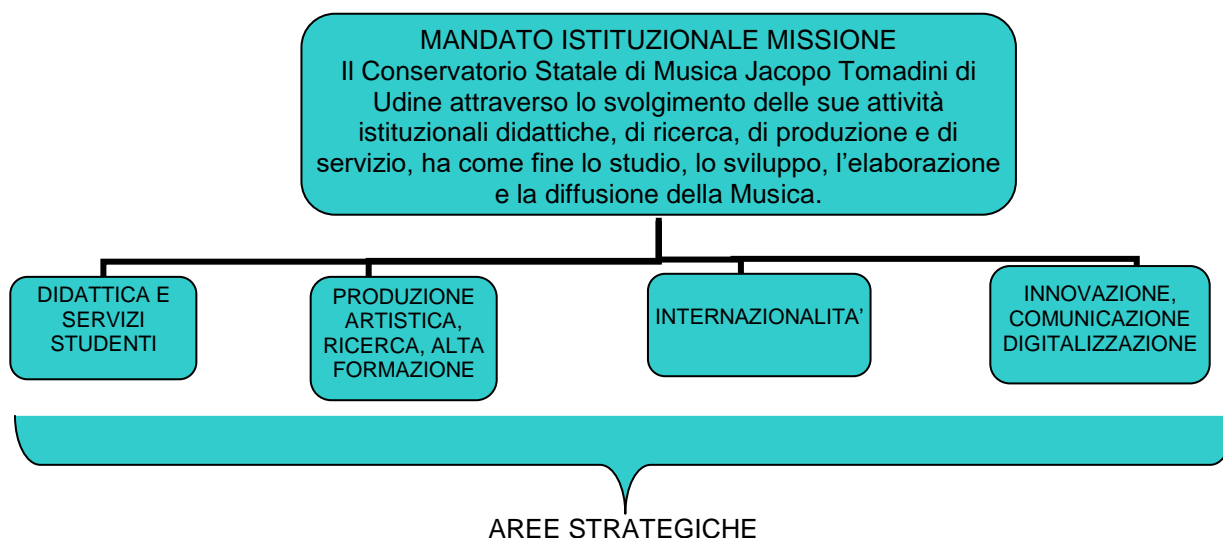 MANDATO ISTITUZIONALE MISSIONE
Il Conservatorio Statale di Musica Jacopo Tomadini di
Udine attraverso lo svolgimento delle sue attività
istituzionali didattiche, di ricerca, di produzione e di
servizio, ha come fine lo studio, lo sviluppo, l’elaborazione
e la diffusione della Musica.
DIDATTICA E
SERVIZI
STUDENTI
PRODUZIONE
ARTISTICA,
RICERCA, ALTA
FORMAZIONE
INTERNAZIONALITA’
INNOVAZIONE,
COMUNICAZIONE
DIGITALIZZAZIONE
AREE STRATEGICHE